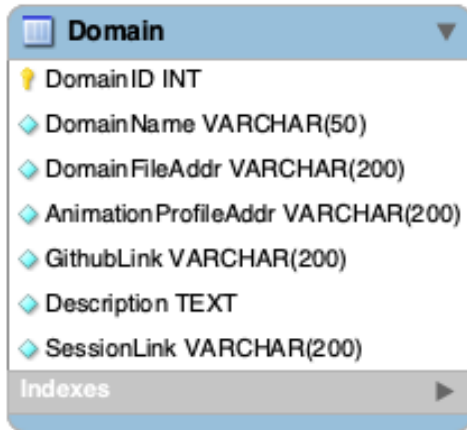 Domain
DomainID INT
DomainName VARCHAR(50)
DomainFileAddr VARCHAR(200)
AnimationProfileAddr VARCHAR(200)
GithubLink VARCHAR(200)
Description TEXT
SessionLink VARCHAR(200)
Indexes